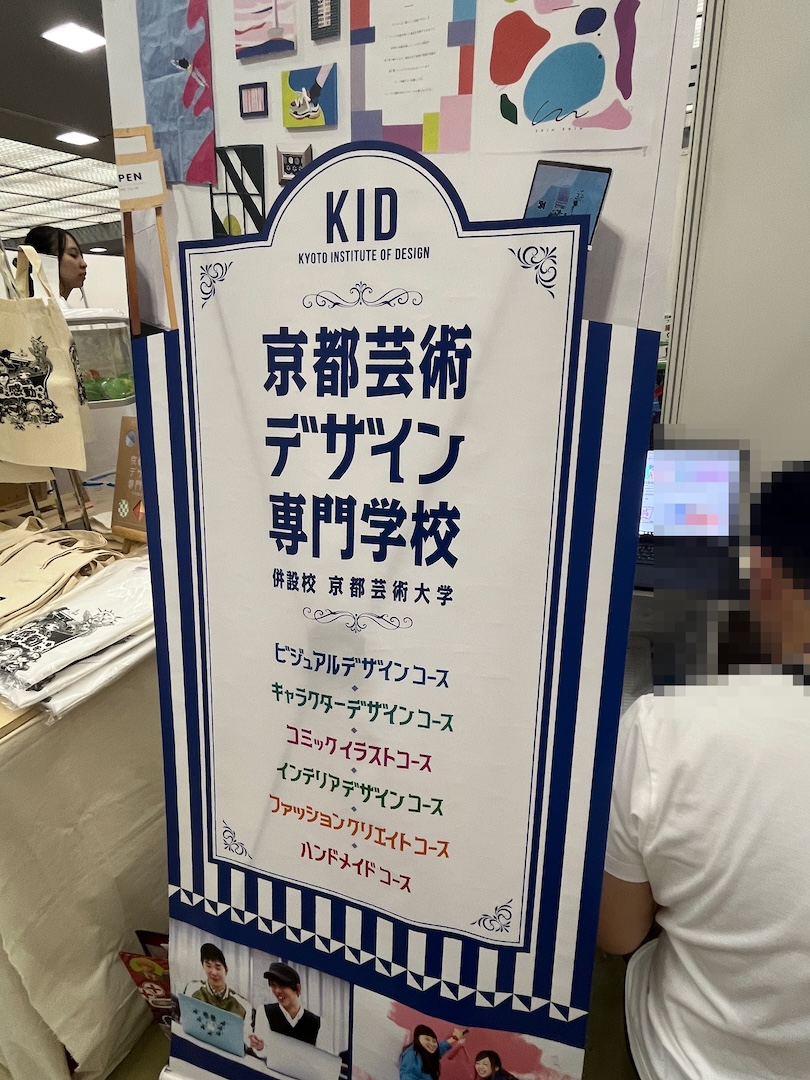 PEN
KID
KYOTO INSTITUTE OF DESIGN
京都芸術
デザイン
専門学校
併設校 京都芸術大学
ビジュアルデザインコース
キャラクターデザインコース
コミックイラストコース
インテリアデザインコース
ファッションクリエイトコース
ハンドメイドコース